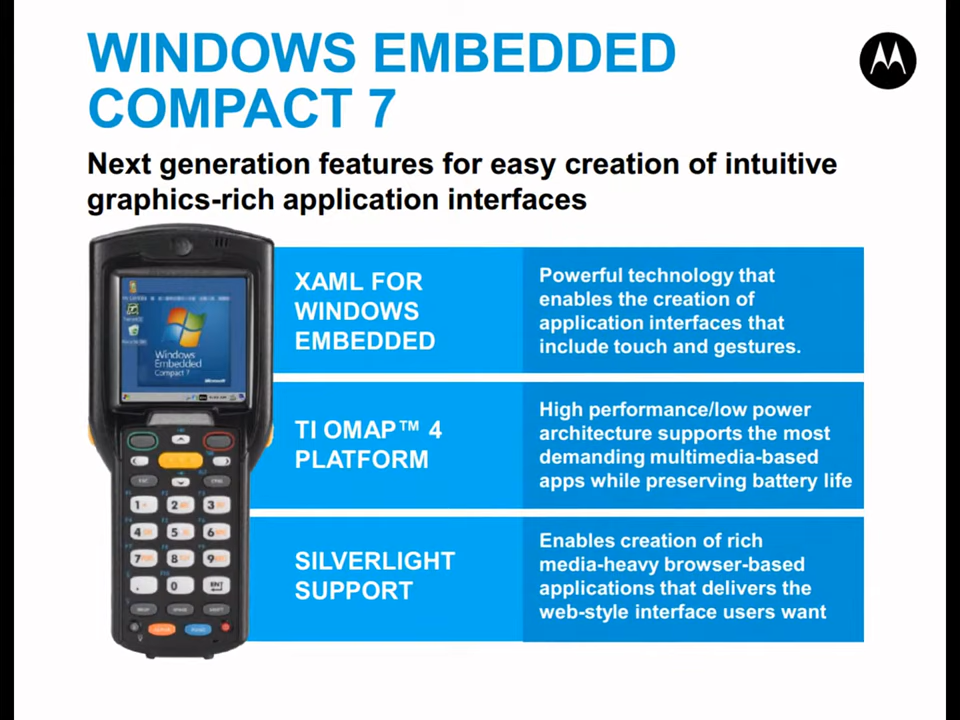 WINDOWS EMBEDDED
COMPACT 7
Next generation features for easy creation of intuitive
graphics-rich application interfaces
XAML FOR
WINDOWS
EMBEDDED
Powerful technology that
enables the creation of
application interfaces that
include touch and gestures.
Windows
Embedded
Compact 7
Microsoft
TI OMAP™ 4
PLATFORM
High performance/low power
architecture supports the most
demanding multimedia-based
apps while preserving battery life
SILVERLIGHT
SUPPORT
Enables creation of rich
media-heavy browser-based
applications that delivers the
web-style interface users want
ESC
CTRL
1
2
3
4
5
6
7
8
9
.
0
ENT